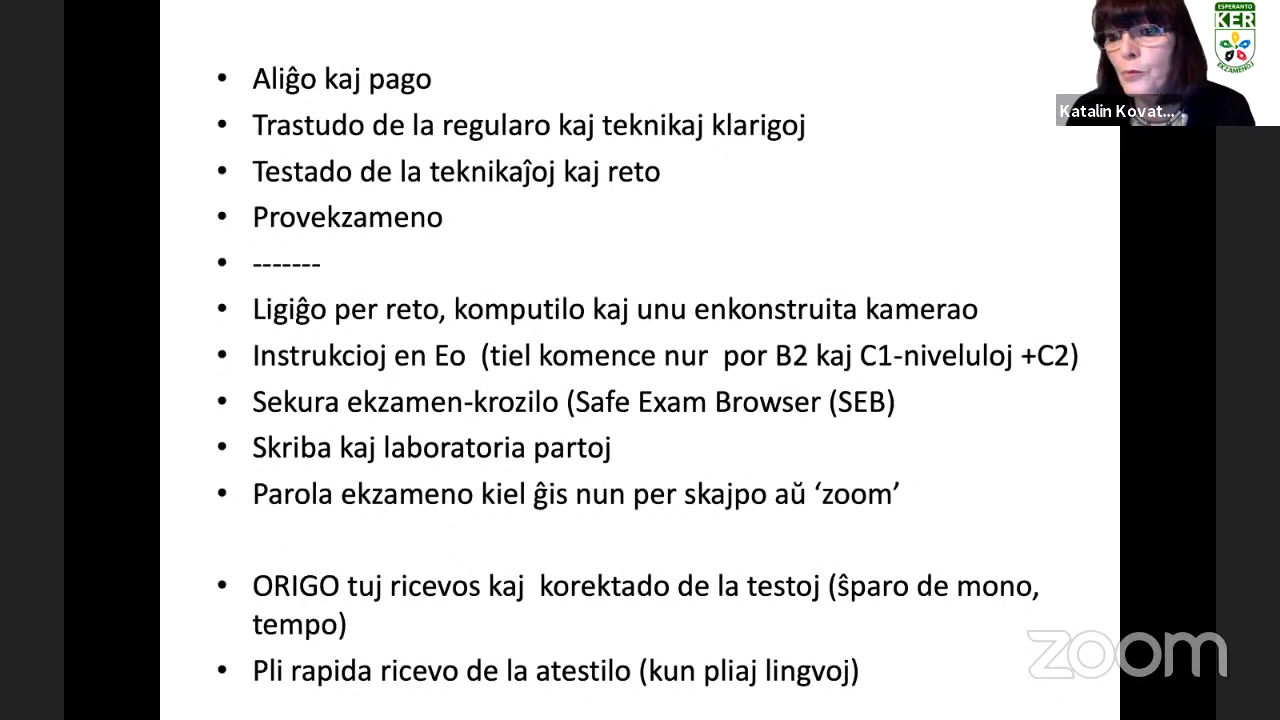 ESPERANTO
KER
EKZAMENOJ
Katalin Kovat...
• Aliĝo kaj pago
• Trastudo de la regularo kaj teknikaj klarigoj
• Testado de la teknikaĵoj kaj reto
• Provekzameno
• -------
• Ligiĝo per reto, komputilo kaj unu enkonstruita kamerao
• Instrukcioj en Eo (tiel komence nur por B2 kaj C1-niveluloj +C2)
• Sekura ekzamen-krozilo (Safe Exam Browser (SEB)
• Skriba kaj laboratoria partoj
• Parola ekzameno kiel ĝis nun per skajpo aŭ ‘zoom’
• ORIGO tuj ricevos kaj korektado de la testoj (ŝparo de mono,
tempo)
• Pli rapida ricevo de la atestilo (kun pliaj lingvoj)
zoom